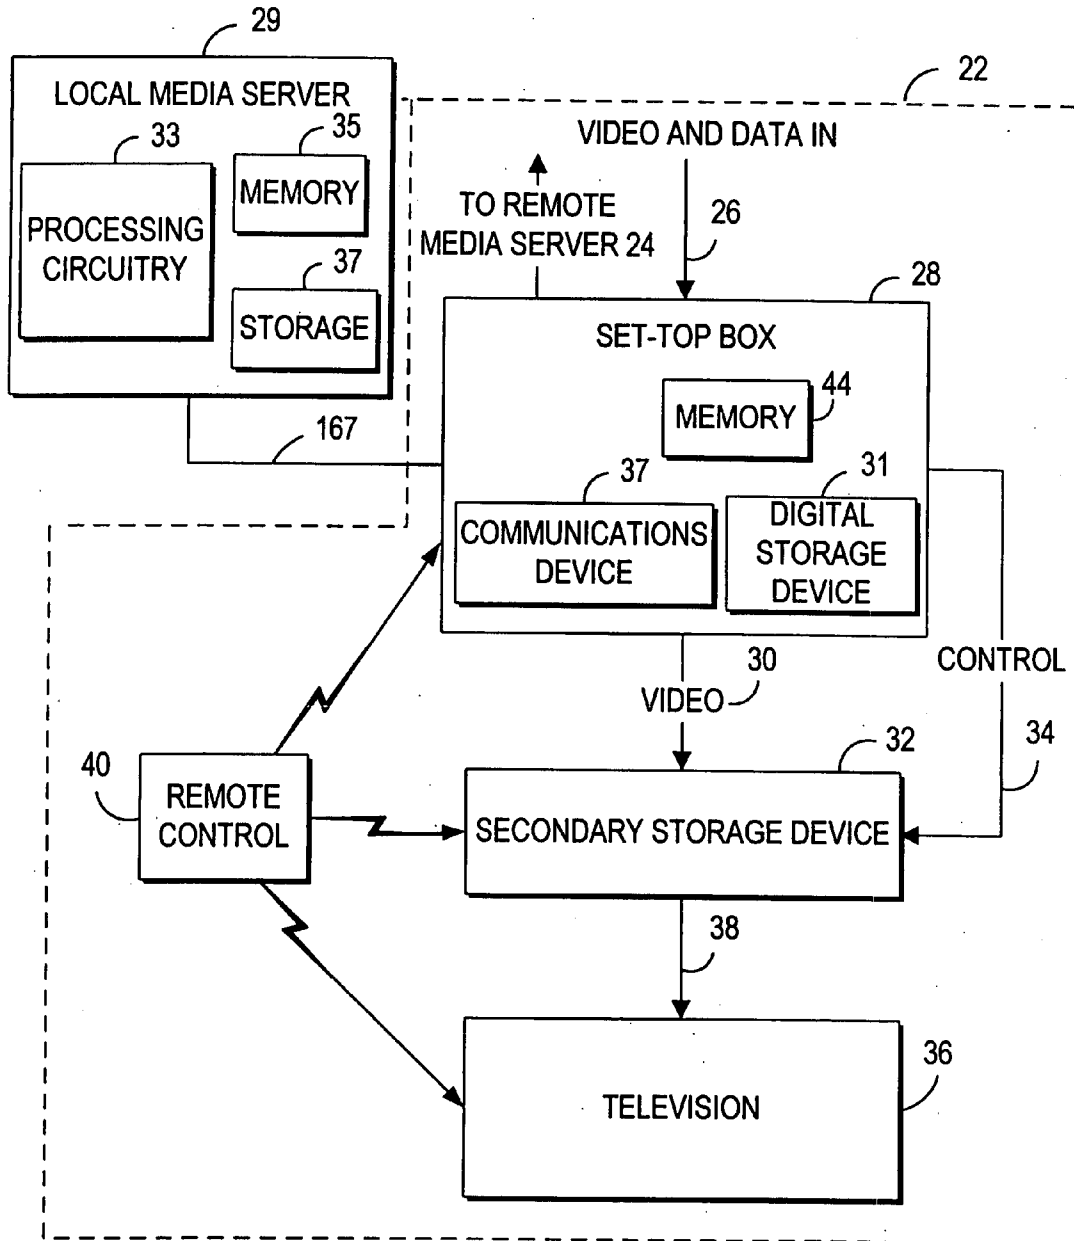 29
LOCAL MEDIA SERVER
33
35
PROCESSING
CIRCUITRY
MEMORY
37
STORAGE
22
VIDEO AND DATA IN
TO REMOTE
MEDIA SERVER 24
26
28
SET-TOP BOX
MEMORY
44
167
37
COMMUNICATIONS
DEVICE
31
DIGITAL
STORAGE
DEVICE
VIDEO
30
CONTROL
34
40
REMOTE
CONTROL
32
SECONDARY STORAGE DEVICE
38
36
TELEVISION